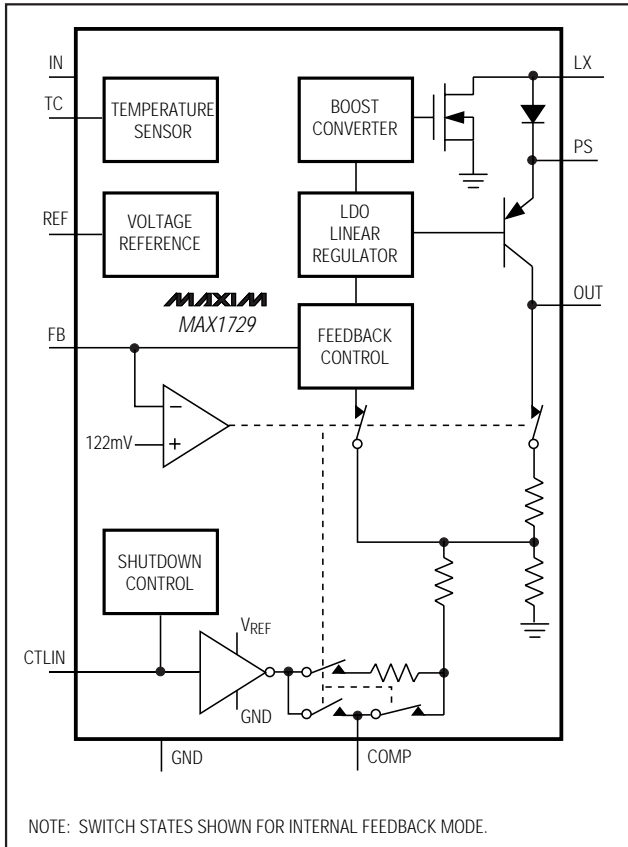 IN
LX
TC
TEMPERATURE
SENSOR
BOOST
CONVERTER
PS
REF
VOLTAGE
REFERENCE
LDO
LINEAR
REGULATOR
MAXIM
MAX1729
OUT
FB
FEEDBACK
CONTROL
−
122mV
+
SHUTDOWN
CONTROL
VREF
CTLIN
GND
GND
COMP
NOTE: SWITCH STATES SHOWN FOR INTERNAL FEEDBACK MODE.